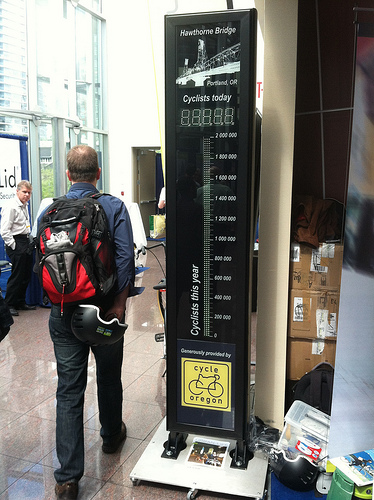 Hawthorne Bridge
Portland, OR
Cyclists today
88888
2 000 000
1 800 000
1 600 000
1 400 000
1 200 000
1 000 000
800 000
600 000
400 000
200 000
0
Cyclists this year
Generously provided by
cycle
oregon
Lid